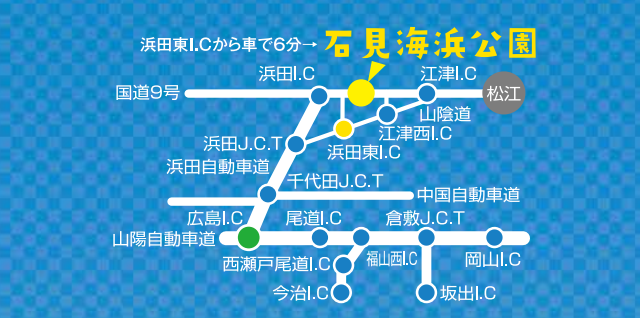 浜田東I.Cから車で6分→
石見海浜公園
浜田I.C
江津I.C
国道9号
松江
山陰道
江津西I.C
浜田J.C.T
浜田東I.C
浜田自動車道
千代田J.C.T
中国自動車道
広島I.C
尾道I.C
倉敷J.C.T
山陽自動車道
西瀬戸尾道I.C
福山西I.C
岡山I.C
今治I.C
坂出I.C